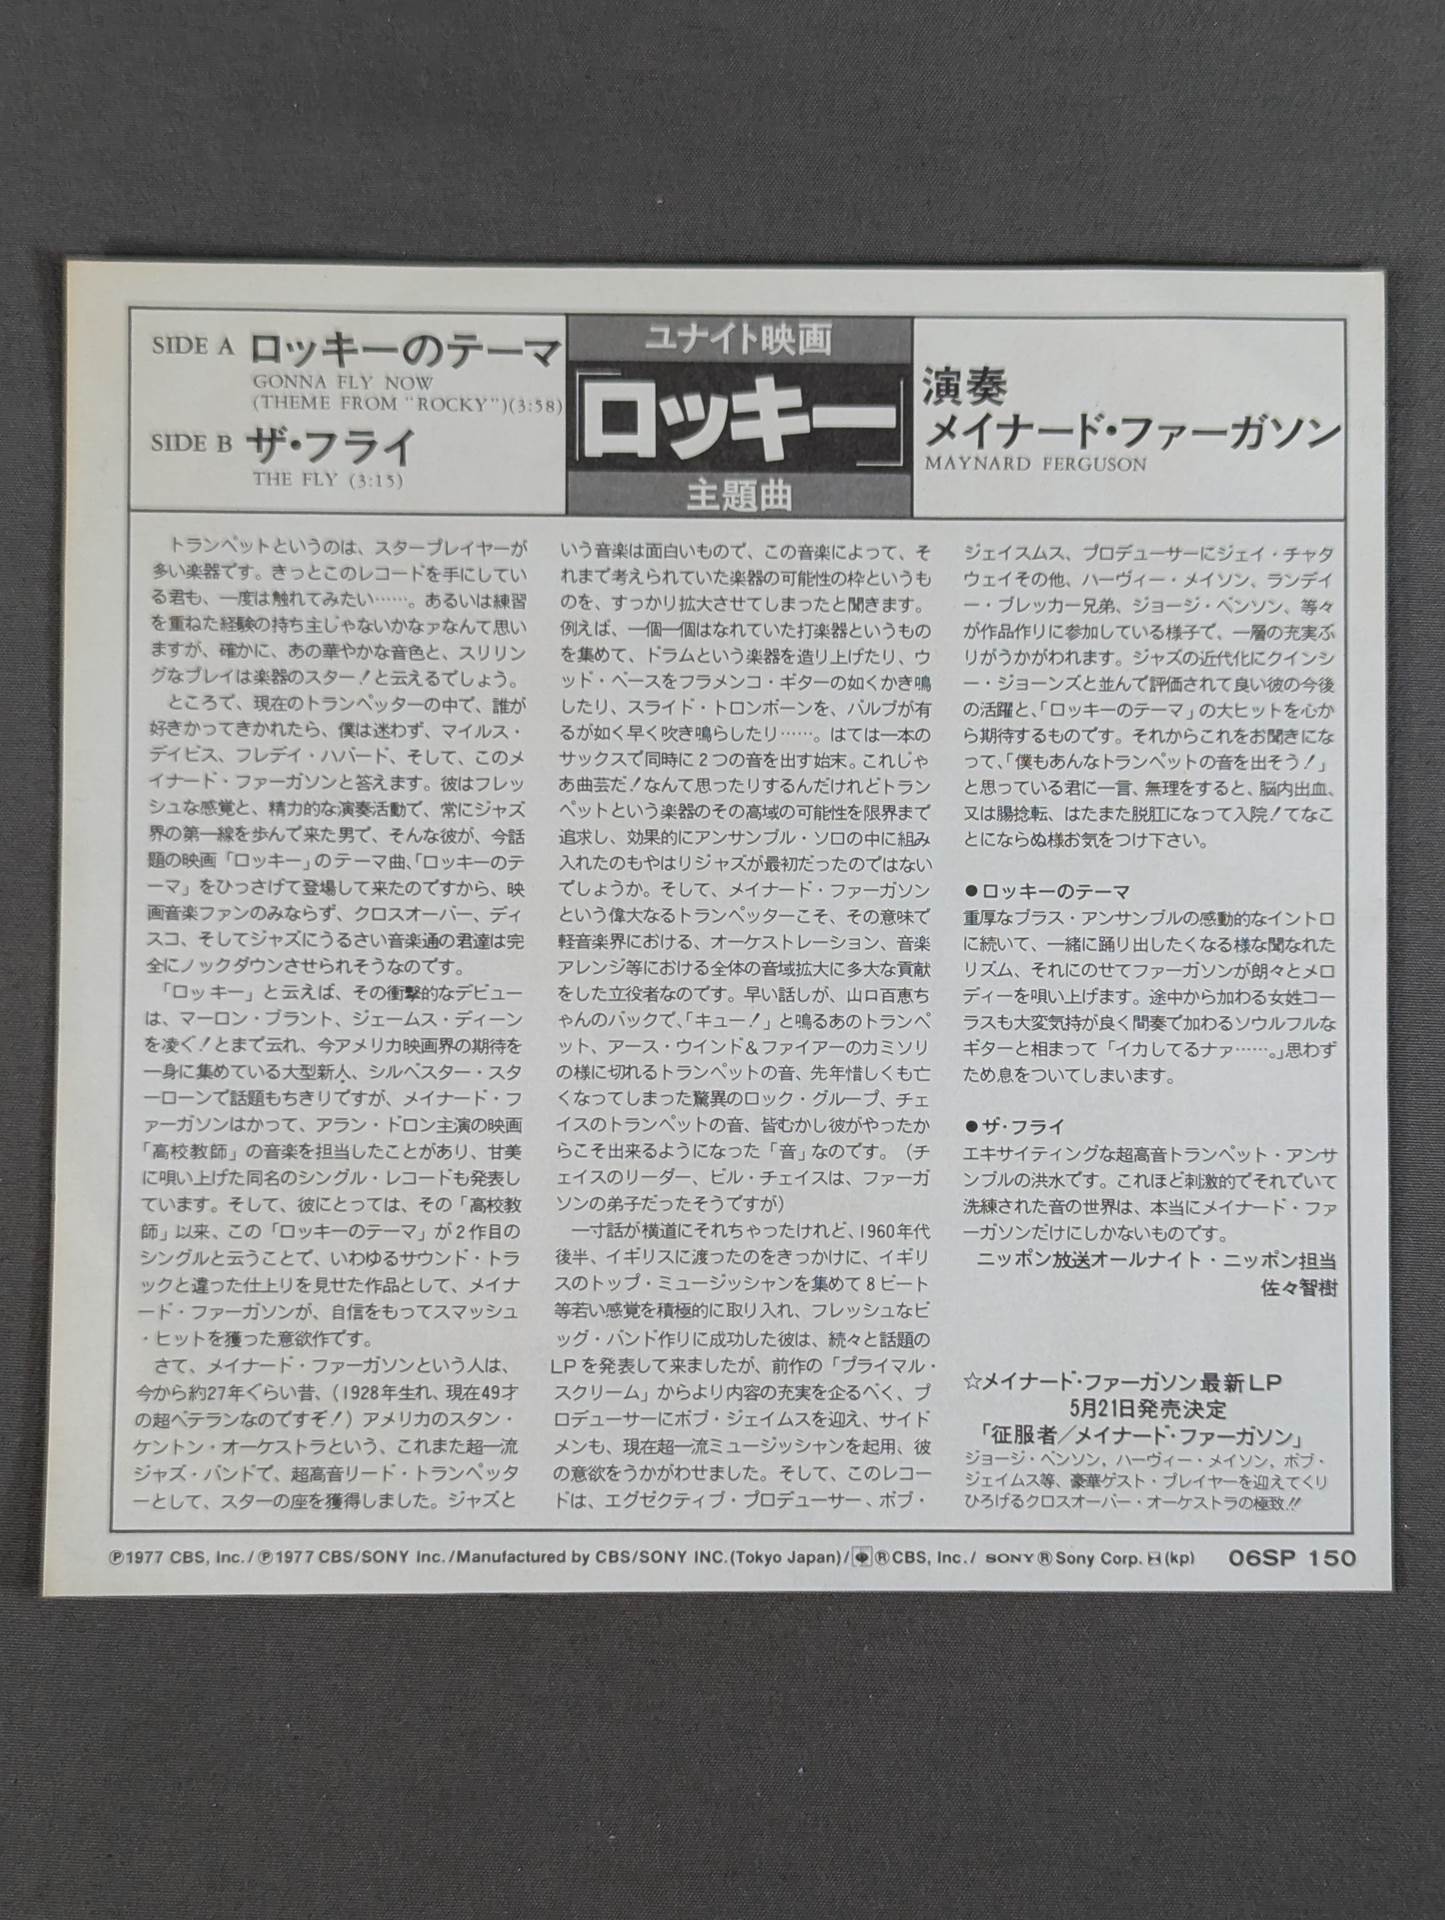 SIDE A ロッキーのテーマ
GONNA FLY NOW
(THEME FROM "ROCKY")(3:58)
SIDE B ザ・フライ
THE FLY (3:15)
ユナイト映画
「ロッキー」
主題曲
演奏
メイナード・ファーガソン
MAYNARD FERGUSON
トランペットというのは、スタープレイヤーが
多い楽器です。きっとこのレコードを手にしてい
る君も、一度は触れてみたい……。あるいは練習
を重ねた経験の持ち主じゃないかなァなんて思い
ますが、確かに、あの華やかな音色と、スリリン
グなプレイは楽器のスター！と云えるでしょう。
ところで、現在のトランペッターの中で、誰が
好きかってきかれたら、僕は迷わず、マイルス・
デイビス、フレデイ・ハバード、そして、このメ
イナード・ファーガソンと答えます。彼はフレッ
シュな感覚と、精力的な演奏活動で、常にジャズ
界の第一線を歩んで来た男で、そんな彼が、今話
題の映画「ロッキー」のテーマ曲、「ロッキーのテ
ーマ」をひっさげて登場して来たのですから、映
画音楽ファンのみならず、クロスオーバー、ディ
スコ、そしてジャズにうるさい音楽通の君達は完
全にノックダウンさせられそうなのです。
「ロッキー」と云えば、その衝撃的なデビュー
は、マーロン・ブラント、ジェームス・ディーン
を凌ぐ！とまで云れ、今アメリカ映画界の期待を
一身に集めている大型新人、シルベスター・スタ
ーローンで話題もちきりですが、メイナード・フ
ァーガソンはかって、アラン・ドロン主演の映画
「高校教師」の音楽を担当したことがあり、甘美
に唄い上げた同名のシングル・レコードも発表し
ています。そして、彼にとっては、その「高校教
師」以来、この「ロッキーのテーマ」が2作目の
シングルと云うことで、いわゆるサウンド・トラ
ックと違った仕上りを見せた作品として、メイナ
ード・ファーガソンが、自信をもってスマッシュ
・ヒットを獲った意欲作です。
さて、メイナード・ファーガソンという人は、
今から約27年ぐらい昔、(1928年生れ、現在49才
の超ベテランなのですぞ！) アメリカのスタン・
ケントン・オーケストラという、これまた超一流
ジャズ・バンドで、超高音リード・トランペッタ
ーとして、スターの座を獲得しました。ジャズと
いう音楽は面白いもので、この音楽によって、そ
れまで考えられていた楽器の可能性の枠というも
のを、すっかり拡大させてしまったと聞きます。
例えば、一個一個はなれていた打楽器というもの
を集めて、ドラムという楽器を造り上げたり、ウ
ッド・ベースをフラメンコ・ギターの如くかき鳴
したり、スライド・トロンボーンを、バルブが有
るが如く早く吹き鳴らしたり……。はては一本の
サックスで同時に2つの音を出す始末。これじゃ
あ曲芸だ！なんて思ったりするんだけれどトラン
ペットという楽器のその高域の可能性を限界まで
追求し、効果的にアンサンブル・ソロの中に組み
入れたのもやはりジャズが最初だったのではない
でしょうか。そして、メイナード・ファーガソン
という偉大なるトランペッターこそ、その意味で
軽音楽界における、オーケストレーション、音楽
アレンジ等における全体の音域拡大に多大な貢献
をした立役者なのです。早い話しが、山口百恵ち
ゃんのバックで、「キュー！」と鳴るあのトランペ
ット、アース・ウインド＆ファイアーのカミソリ
の様に切れるトランペットの音、先年惜しくも亡
くなってしまった驚異のロック・グループ、チェ
イスのトランペットの音、皆むかし彼がやったか
らこそ出来るようになった「音」なのです。(チ
ェイスのリーダー、ビル・チェイスは、ファーガ
ソンの弟子だったそうですが)
一寸話が横道にそれちゃったけれど、1960年代
後半、イギリスに渡ったのをきっかけに、イギリ
スのトップ・ミュージッシャンを集めて8ビート
等若い感覚を積極的に取り入れ、フレッシュなビ
ッグ・バンド作りに成功した彼は、続々と話題の
LPを発表して来ましたが、前作の「プライマル・
スクリーム」からより内容の充実を企るべく、プ
ロデューサーにボブ・ジェイムスを迎え、サイド
メンも、現在超一流ミュージッシャンを起用、彼
の意欲をうかがわせました。そして、このレコー
ドは、エグゼクティブ・プロデューサー、ボブ・
ジェイスムス、プロデューサーにジェイ・チャタ
ウェイその他、ハーヴィー・メイソン、ランデイ
ー・ブレッカー兄弟、ジョージ・ベンソン、等々
が作品作りに参加している様子で、一層の充実ぶ
りがうかがわれます。ジャズの近代化にクインシ
ー・ジョーンズと並んで評価されて良い彼の今後
の活躍と、「ロッキーのテーマ」の大ヒットを心か
ら期待するものです。それからこれをお聞きにな
って、「僕もあんなトランペットの音を出そう！」
と思っている君に一言、無理をすると、脳内出血、
又は腸捻転、はたまた脱肛になって入院！てなこ
とにならぬ様お気をつけ下さい。
●ロッキーのテーマ
重厚なブラス・アンサンブルの感動的なイントロ
に続いて、一緒に踊り出したくなる様な聞なれた
リズム、それにのせてファーガソンが朗々とメロ
ディーを唄い上げます。途中から加わる女姓コー
ラスも大変気持が良く間奏で加わるソウルフルな
ギターと相まって「イカしてるナァ……。」思わず
ため息をついてしまいます。
●ザ・フライ
エキサイティングな超高音トランペット・アンサ
ンブルの洪水です。これほど刺激的でそれでいて
洗練された音の世界は、本当にメイナード・ファ
ーガソンだけにしかないものです。
ニッポン放送オールナイト・ニッポン担当
佐々智樹
☆メイナード・ファーガソン最新LP
5月21日発売決定
「征服者／メイナード・ファーガソン」
ジョージ・ベンソン、ハーヴィー・メイソン、ボブ・
ジェイムス等、豪華ゲスト・プレイヤーを迎えてくり
ひろげるクロスオーバー・オーケストラの極致!!
Ⓟ1977 CBS, Inc./Ⓟ1977 CBS/SONY Inc./Manufactured by CBS/SONY INC.(Tokyo Japan)/®CBS, Inc./ SONY®Sony Corp. (kp) 06SP 150